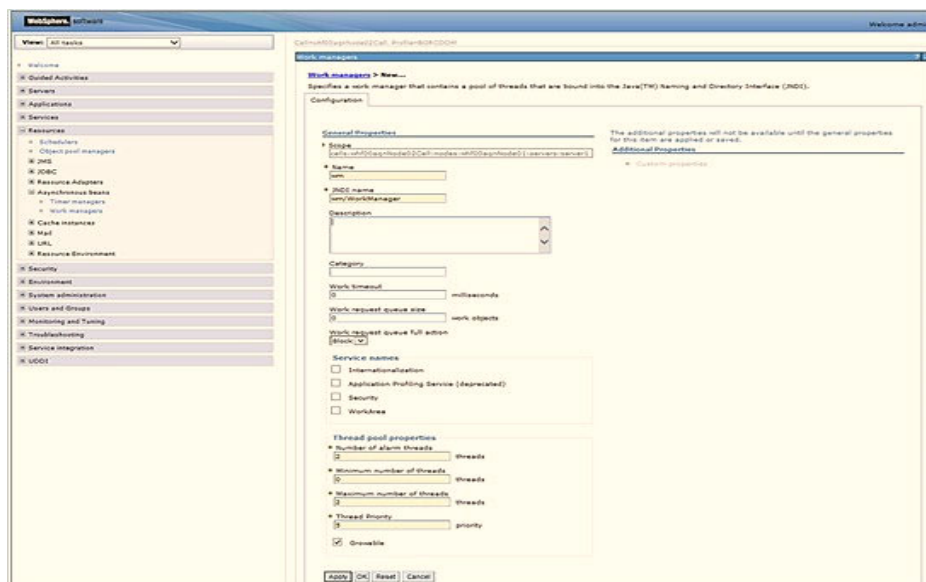 WebSphere. software
Welcome admi
View: All tasks
Welcome
Guided Activities
Servers
Applications
Services
Resources
Schedulers
Object pool managers
JMS
JDBC
Resource Adapters
Asynchronous beans
Timer managers
Work managers
Cache instances
Mail
URL
Resource Environment
Security
Environment
System administration
Users and Groups
Monitoring and Tuning
Troubleshooting
Service integration
UDDI
Work managers
?
Work managers > New...
Specifies a work manager that contains a pool of threads that are bound into the Java(TM) Naming and Directory Interface (JNDI).
Configuration
General Properties
* Scope
* Name
wm
* JNDI name
wm/WorkManager
Description
Category
Work timeout
0 milliseconds
Work request queue size
0 work objects
Work request queue full action
Block
Service names
Internationalization
Application Profiling Service (deprecated)
Security
WorkArea
Thread pool properties
* Number of alarm threads
2 threads
* Minimum number of threads
0 threads
* Maximum number of threads
2 threads
* Thread Priority
5 priority
Growable
Apply OK Reset Cancel
The additional properties will not be available until the general properties
for this item are applied or saved.
Additional Properties
Custom properties